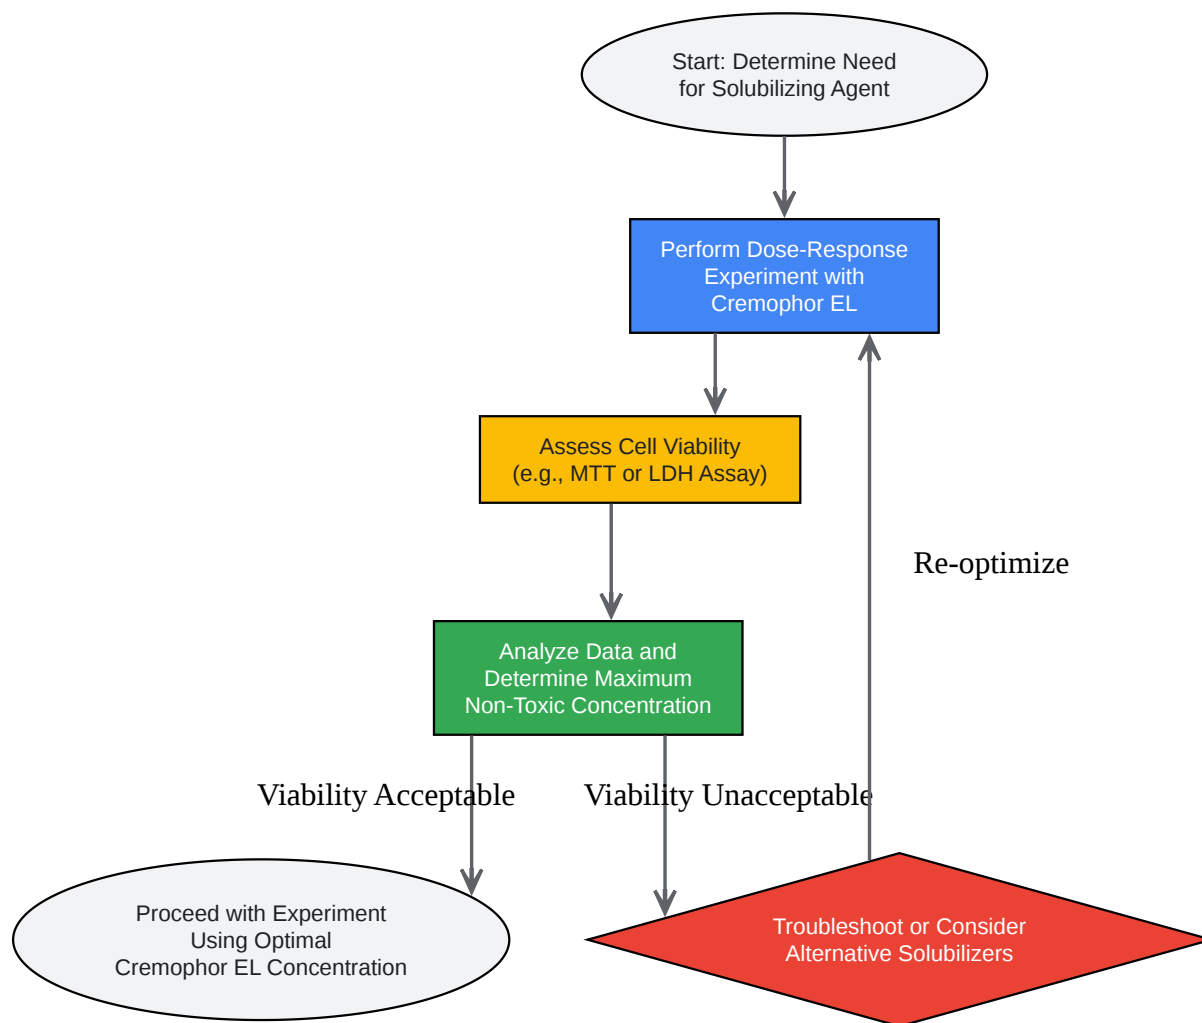 Start: Determine Need
for Solubilizing Agent
Perform Dose-Response
Experiment with
Cremophor EL
Assess Cell Viability
(e.g., MTT or LDH Assay)
Re-optimize
Analyze Data and
Determine Maximum
Non-Toxic Concentration
Viability Acceptable
Viability Unacceptable
Proceed with Experiment
Using Optimal
Cremophor EL Concentration
Troubleshoot or Consider
Alternative Solubilizers